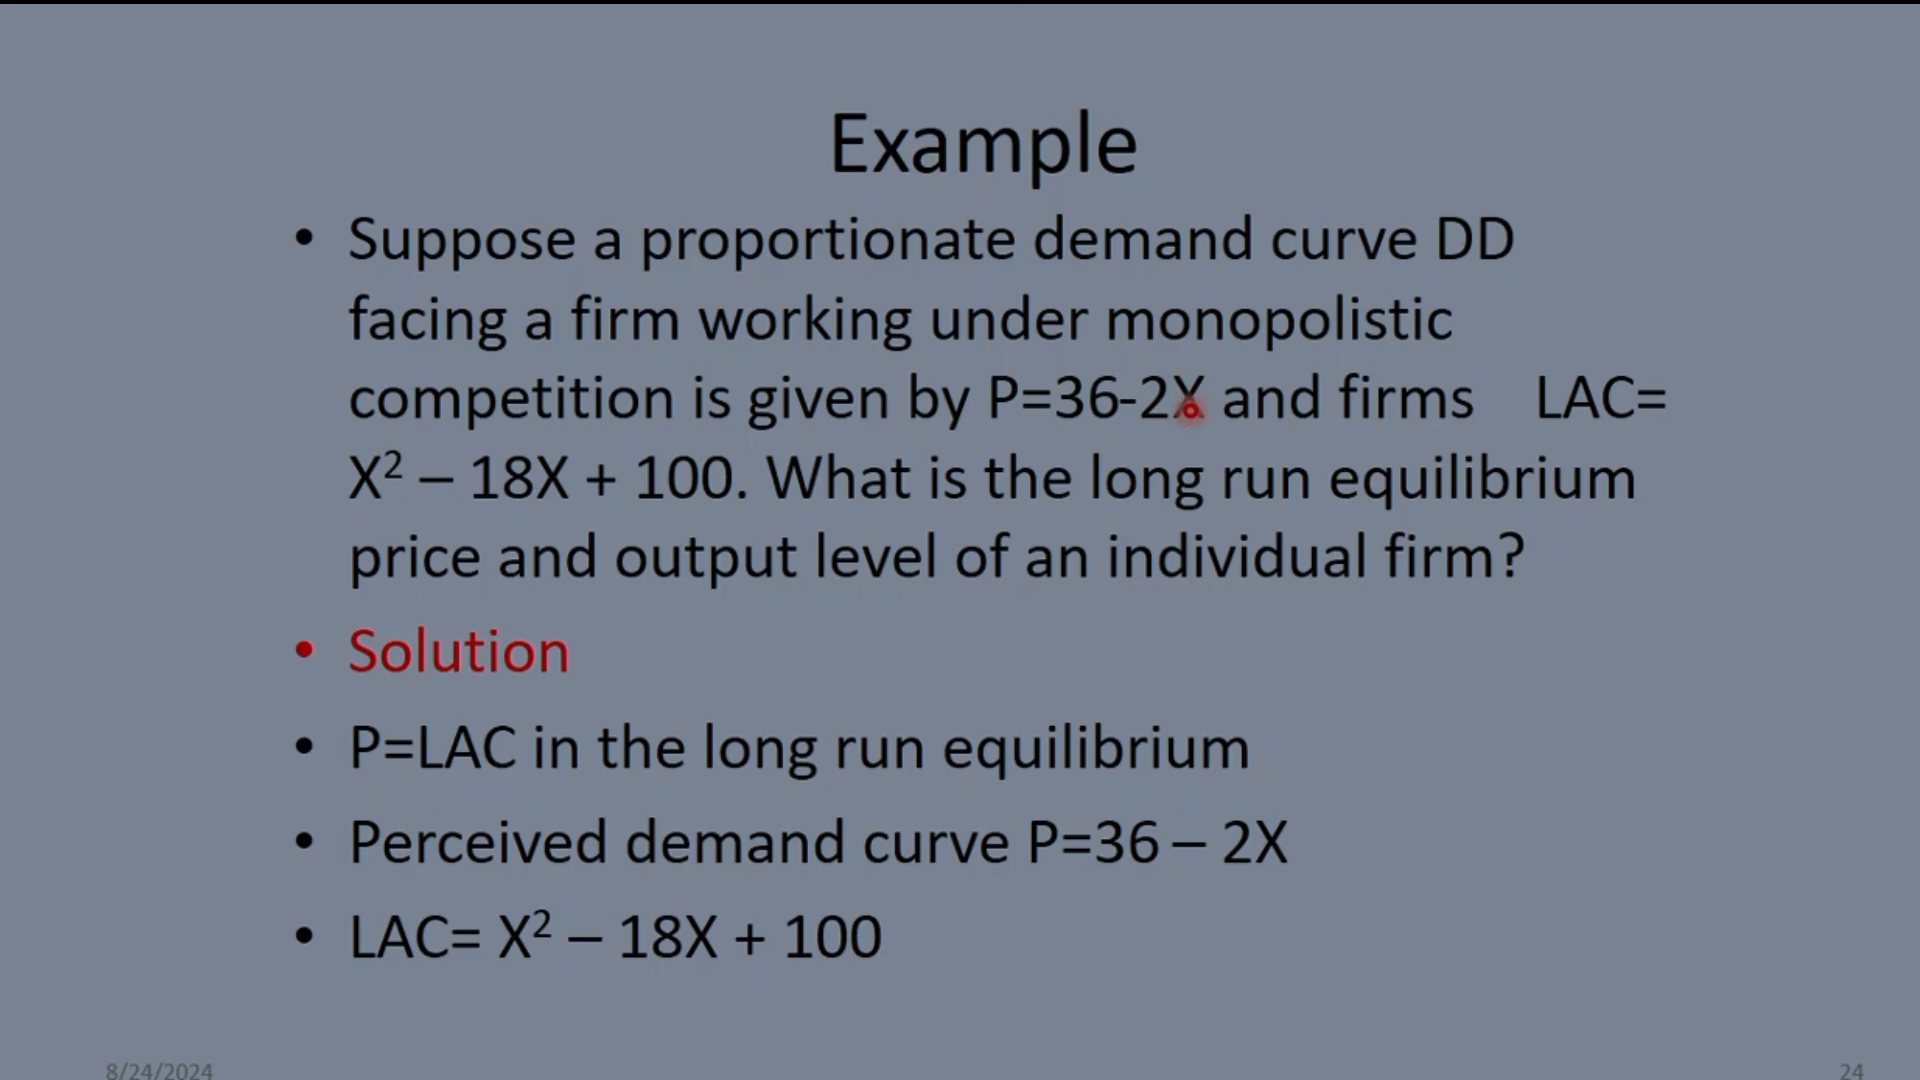 Example
• Suppose a proportionate demand curve DD
facing a firm working under monopolistic
competition is given by P=36-2X and firms LAC=
X² – 18X + 100. What is the long run equilibrium
price and output level of an individual firm?
• Solution
• P=LAC in the long run equilibrium
• Perceived demand curve P=36 – 2X
• LAC= X² – 18X + 100
8/24/2024
24